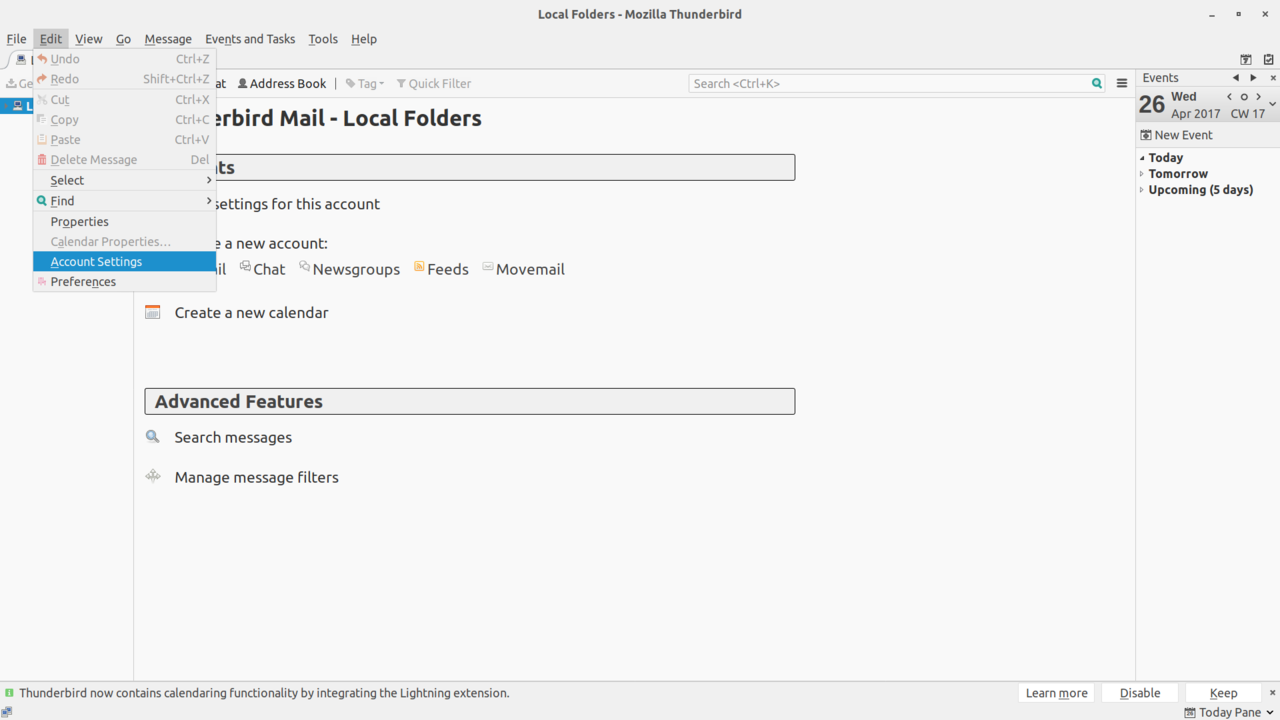 Local Folders - Mozilla Thunderbird
File Edit View Go Message Events and Tasks Tools Help
Undo Ctrl+Z
Redo Shift+Ctrl+Z
Cut Ctrl+X
Copy Ctrl+C
Paste Ctrl+V
Delete Message Del
Select
Find
Properties
Calendar Properties…
Account Settings
Preferences
Ge
at Address Book Tag Quick Filter Search <Ctrl+K>
L
erbird Mail - Local Folders
ts
settings for this account
e a new account:
il Chat Newsgroups Feeds Movemail
Create a new calendar
Advanced Features
Search messages
Manage message filters
Events
26 Wed
Apr 2017 CW 17
New Event
Today
Tomorrow
Upcoming (5 days)
Thunderbird now contains calendaring functionality by integrating the Lightning extension. Learn more Disable Keep
Today Pane